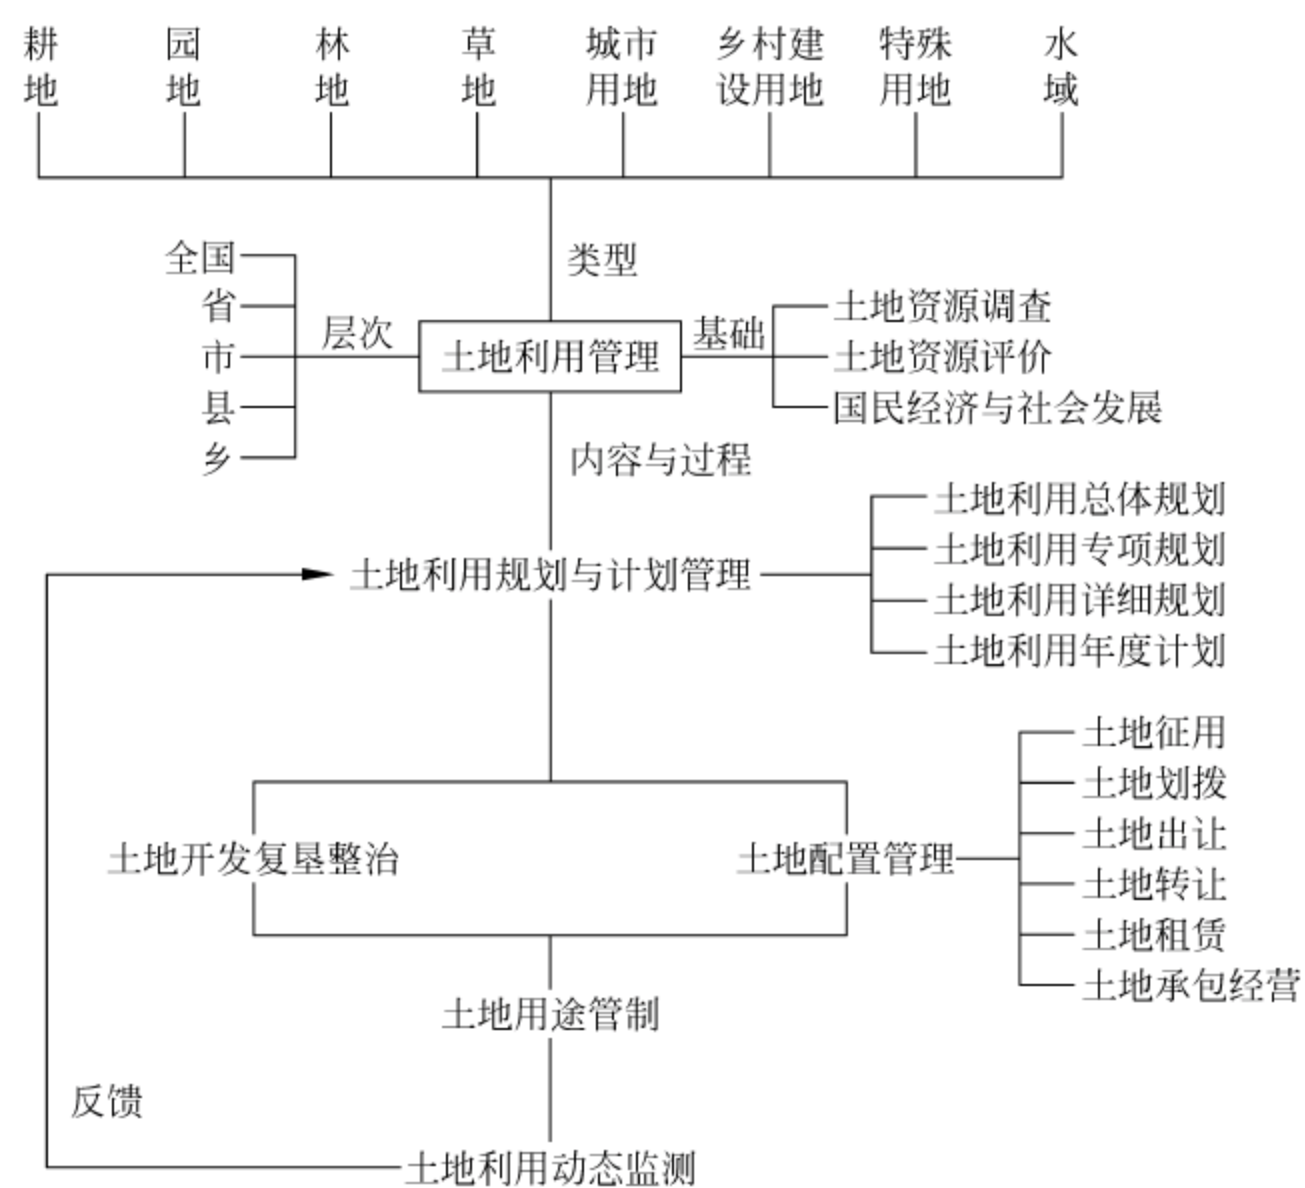 耕地
园地
林地
草地
城市用地
乡村建设用地
特殊用地
水域
类型
全国
省
市
县
乡
层次
土地利用管理
基础
土地资源调查
土地资源评价
国民经济与社会发展
内容与过程
土地利用规划与计划管理
土地利用总体规划
土地利用专项规划
土地利用详细规划
土地利用年度计划
土地开发复垦整治
土地配置管理
土地征用
土地划拨
土地出让
土地转让
土地租赁
土地承包经营
土地用途管制
反馈
土地利用动态监测